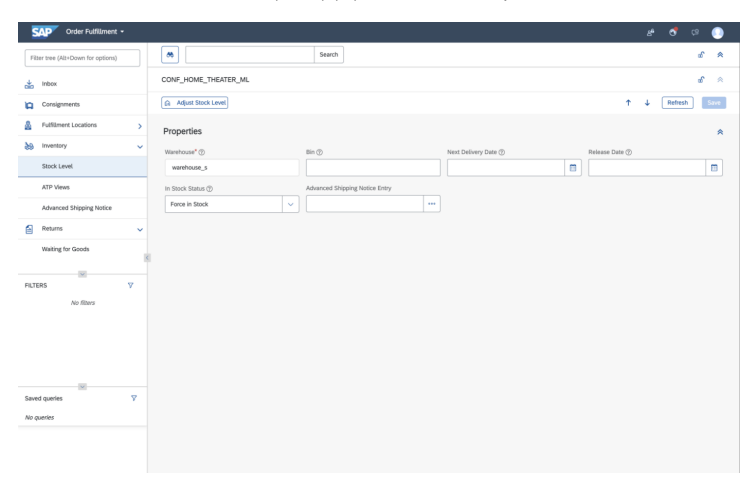 SAP Order Fulfillment
Filter tree (Alt+Down for options)
Search
Inbox
CONF_HOME_THEATER_ML
Consignments
Adjust Stock Level
Refresh
Save
Fulfillment Locations
Inventory
Properties
Stock Level
Warehouse*
Bin
Next Delivery Date
Release Date
warehouse_s
ATP Views
In Stock Status
Advanced Shipping Notice Entry
Advanced Shipping Notice
Force in Stock
Returns
Waiting for Goods
FILTERS
No filters
Saved queries
No queries